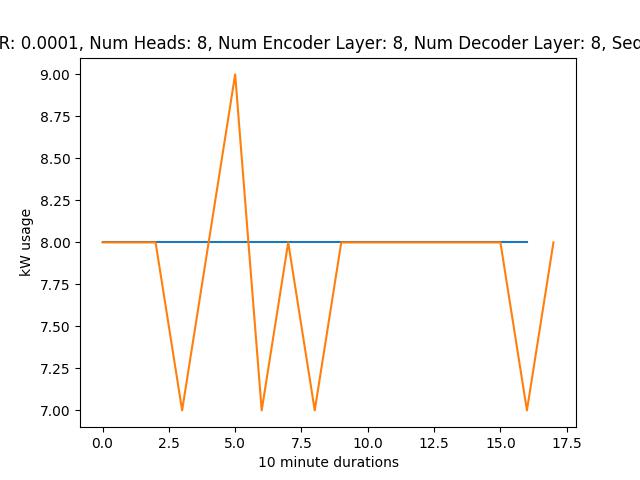 R: 0.0001, Num Heads: 8, Num Encoder Layer: 8, Num Decoder Layer: 8, Seq
9.00
8.75
8.50
8.25
8.00
7.75
7.50
7.25
7.00
kW usage
0.0 2.5 5.0 7.5 10.0 12.5 15.0 17.5
10 minute durations